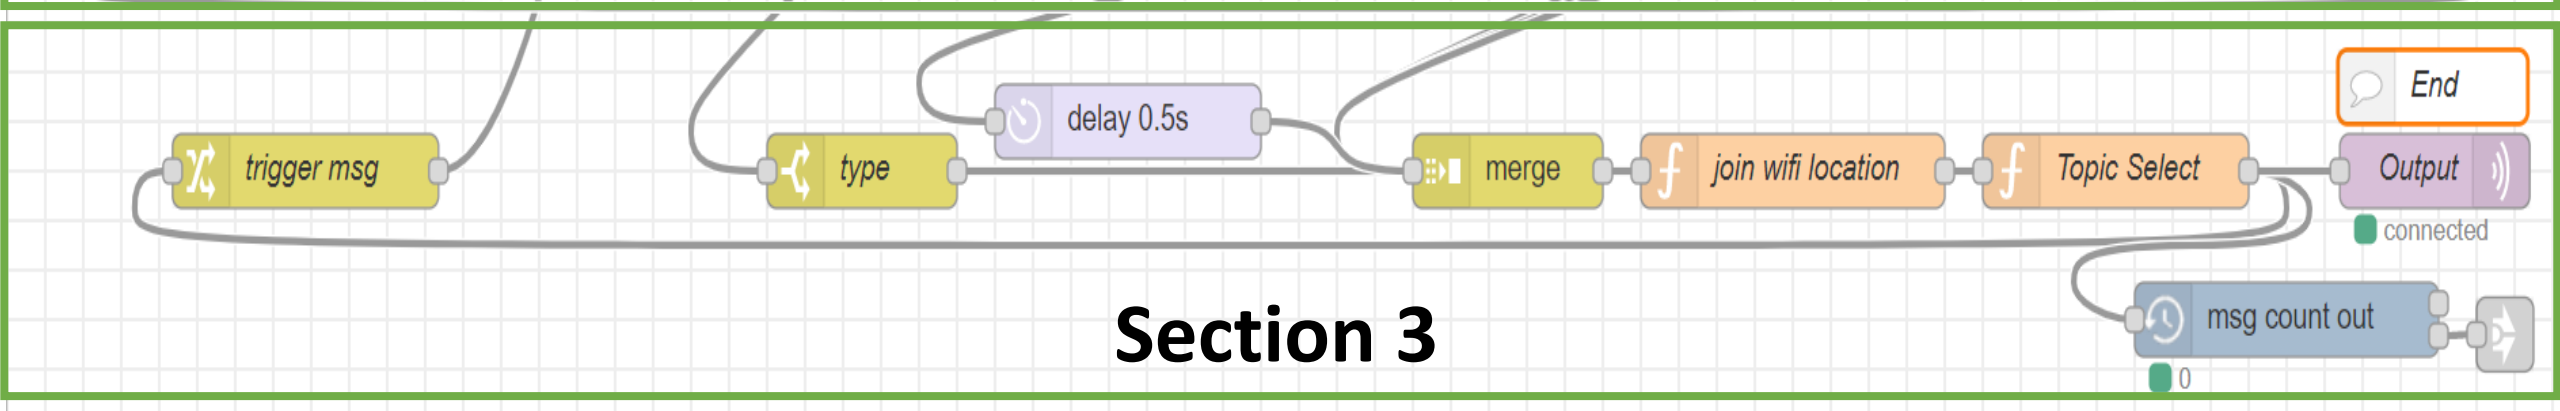 End
delay 0.5s
trigger msg
type
merge
join wifi location
Topic Select
Output
connected
Section 3
msg count out
0